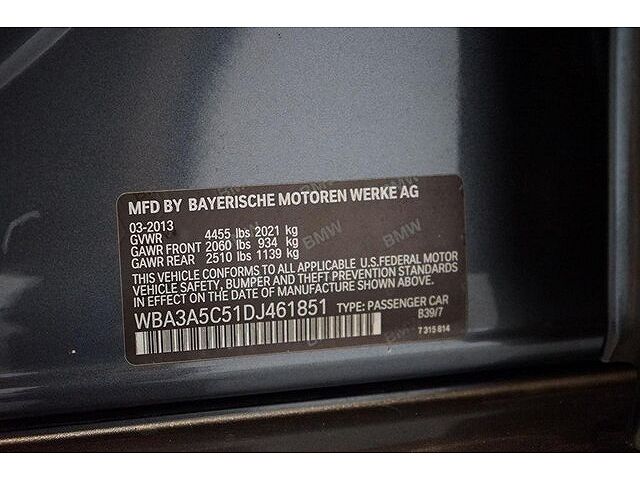 MFD BY BAYERISCHE MOTOREN WERKE AG
03-2013
GVWR 4455 lbs 2021 kg
GAWR FRONT 2060 lbs 934 kg
GAWR REAR 2510 lbs 1139 kg
THIS VEHICLE CONFORMS TO ALL APPLICABLE U.S.FEDERAL MOTOR
VEHICLE SAFETY, BUMPER AND THEFT PREVENTION STANDARDS
IN EFFECT ON THE DATE OF MANUFACTURE SHOWN ABOVE.
WBA3A5C51DJ461851 TYPE: PASSENGER CAR
B39/7
7 315 814
BMW
BMW